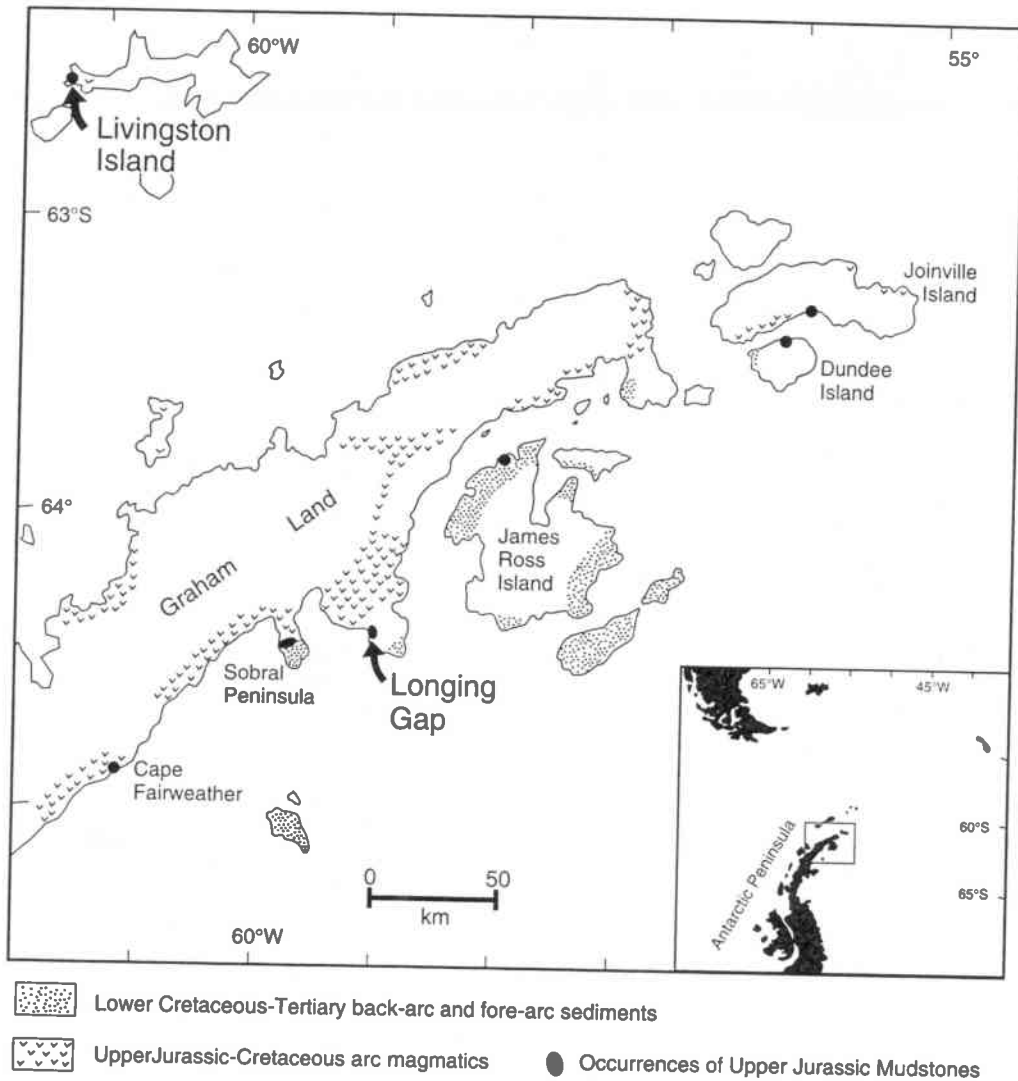 60°W
55°
Livingston
Island
63°S
Joinville
Island
Dundee
Island
64°
Graham Land
James
Ross
Island
Sobral
Peninsula
Longing
Gap
Cape
Fairweather
0 50
km
60°W
65°W 45°W
60°S
65°S
Antarctic Peninsula
Lower Cretaceous-Tertiary back-arc and fore-arc sediments
UpperJurassic-Cretaceous arc magmatics
Occurrences of Upper Jurassic Mudstones